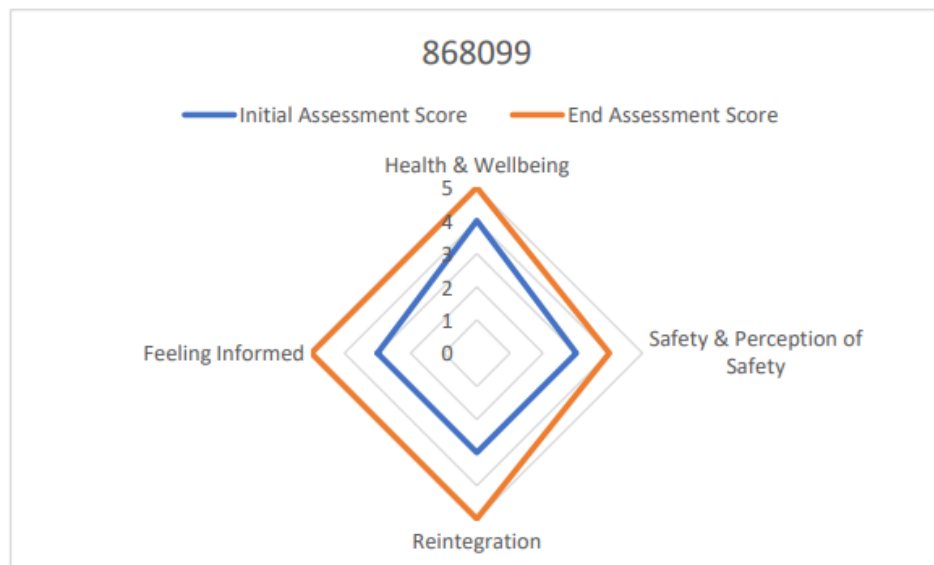 868099
Initial Assessment Score
End Assessment Score
Health & Wellbeing
5
4
3
2
1
0
Feeling Informed
Safety & Perception of
Safety
Reintegration